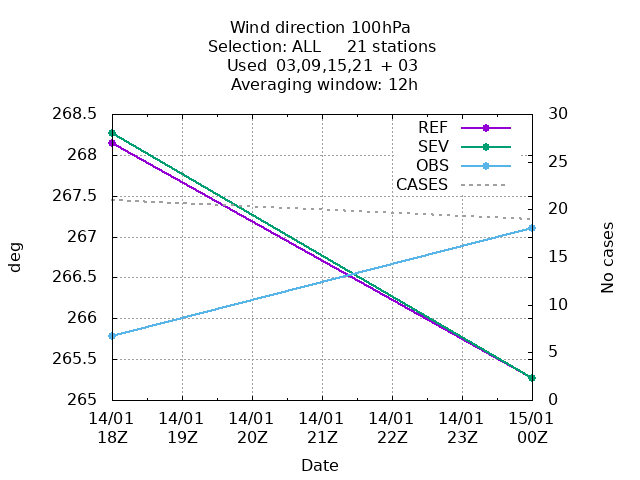 Wind direction 100hPa
Selection: ALL 21 stations
Used 03,09,15,21 + 03
Averaging window: 12h
268.5
268
267.5
267
266.5
266
265.5
265
deg
30
25
20
15
10
5
0
No cases
REF
SEV
OBS
CASES
14/01 14/01 14/01 14/01 14/01 14/01 15/01
18Z 19Z 20Z 21Z 22Z 23Z 00Z
Date